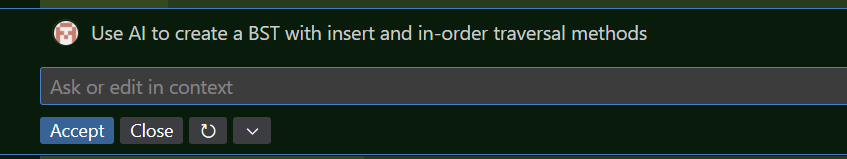 Use AI to create a BST with insert and in-order traversal methods
Ask or edit in context
Accept Close